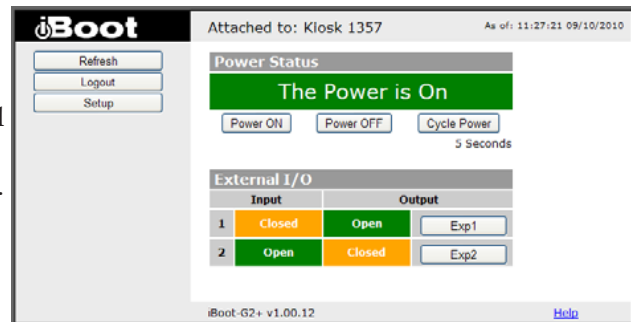 iBoot
Attached to: Klosk 1357
As of: 11:27:21 09/10/2010
Refresh
Logout
Setup
Power Status
The Power is On
Power ON Power OFF Cycle Power
5 Seconds
External I/O
Input Output
1 Closed Open Exp1
2 Open Closed Exp2
iBoot-G2+ v1.00.12
Help